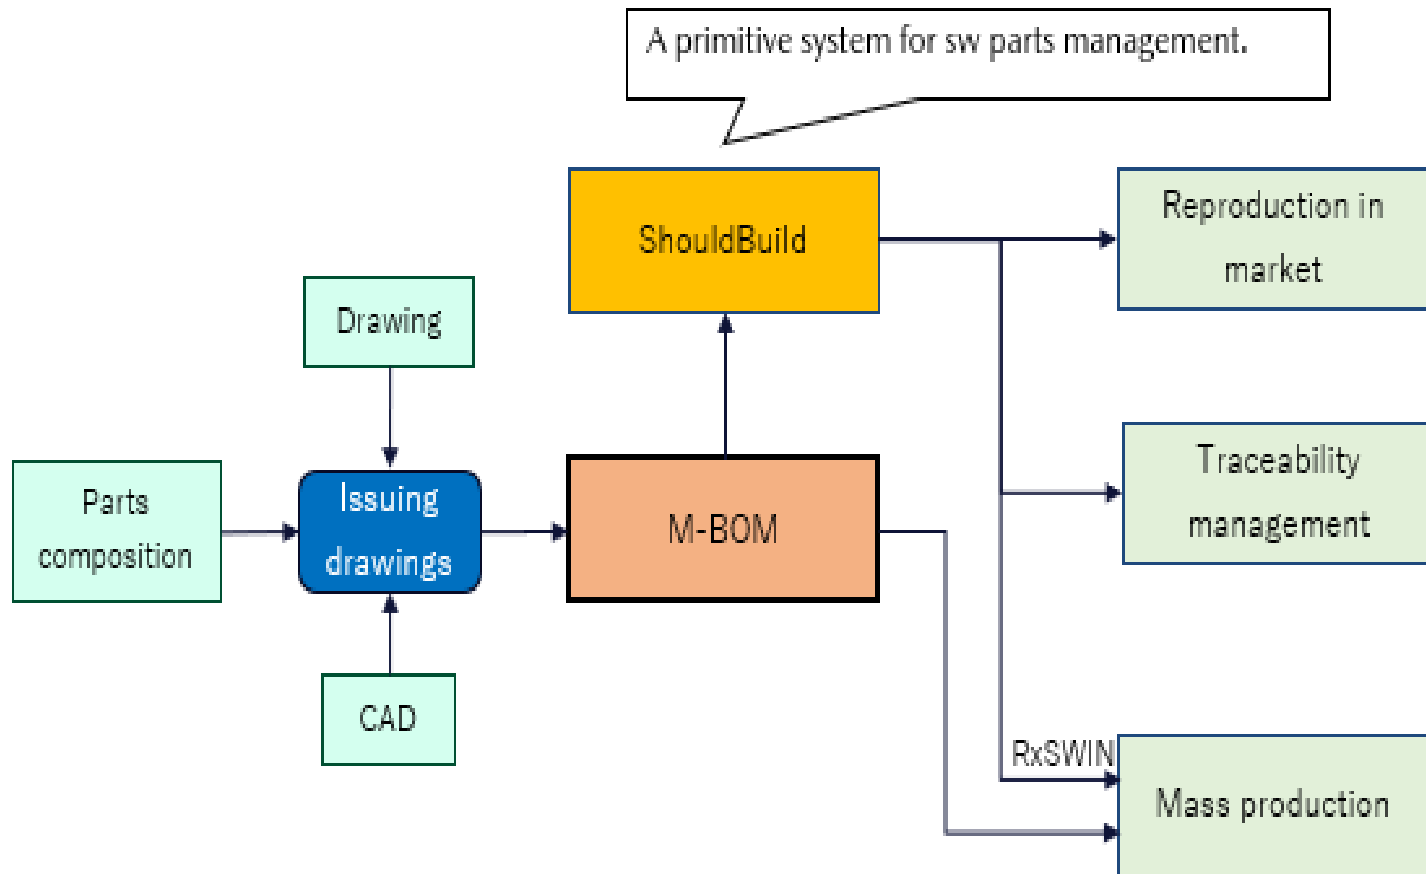 A primitive system for sw parts management.
ShouldBuild
Reproduction in
market
Drawing
Parts
composition
Issuing
drawings
M-BOM
Traceability
management
CAD
RxSWIN
Mass production